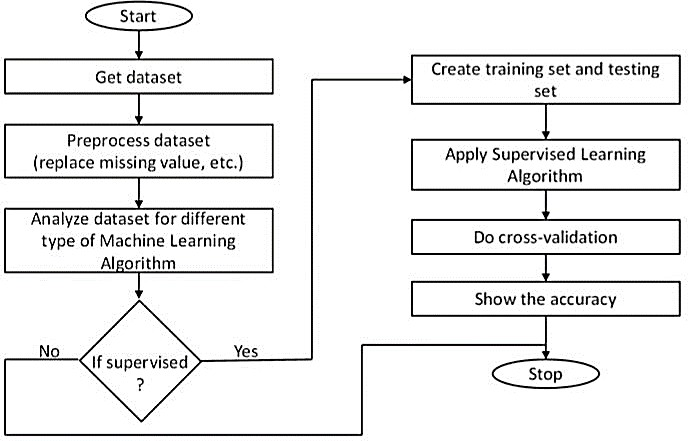 Start
Get dataset
Preprocess dataset
(replace missing value, etc.)
Analyze dataset for different
type of Machine Learning
Algorithm
If supervised
?
No
Yes
Create training set and testing
set
Apply Supervised Learning
Algorithm
Do cross-validation
Show the accuracy
Stop